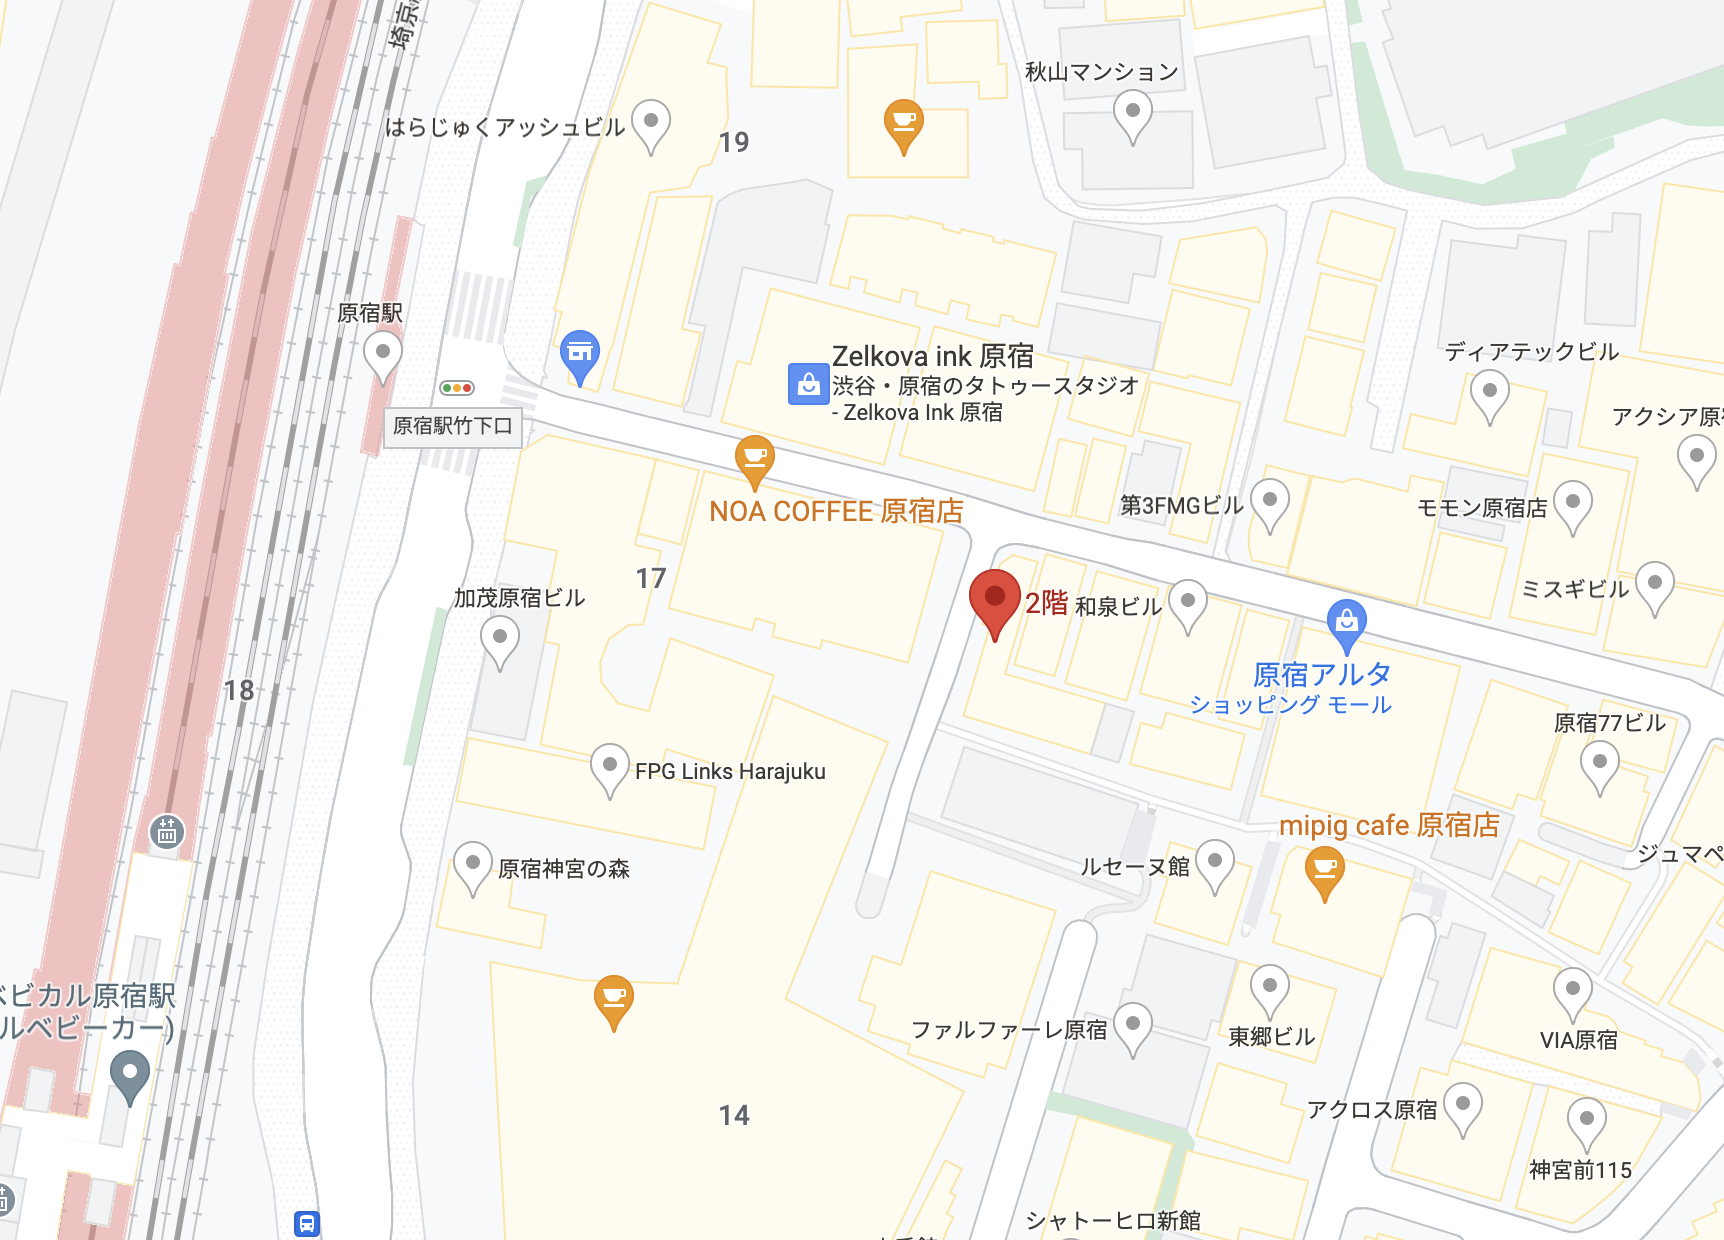 埼京
秋山マンション
はらじゅくアッシュビル
19
原宿駅
Zelkova ink 原宿
渋谷・原宿のタトゥースタジオ
- Zelkova Ink 原宿
ディアテックビル
原宿駅竹下口
アクシア原宿
NOA COFFEE 原宿店
第3FMGビル
モモン原宿店
17
加茂原宿ビル
2階
和泉ビル
ミスギビル
18
原宿アルタ
ショッピング モール
原宿77ビル
FPG Links Harajuku
mipig cafe 原宿店
原宿神宮の森
ルセーヌ館
ジュマペ
ベビカル原宿駅
ルベビーカー)
ファルファーレ原宿
東郷ビル
VIA原宿
14
アクロス原宿
神宮前115
シャトーヒロ新館